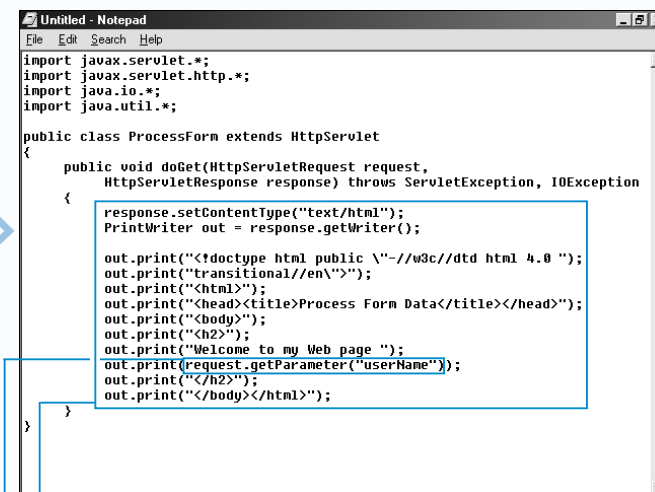 Untitled - Notepad
File Edit Search Help
import javax.servlet.*;
import javax.servlet.http.*;
import java.io.*;
import java.util.*;
public class ProcessForm extends HttpServlet
{
public void doGet(HttpServletRequest request,
HttpServletResponse response) throws ServletException, IOException
{
response.setContentType("text/html");
PrintWriter out = response.getWriter();
out.print("<!doctype html public \"-//w3c//dtd html 4.0 ");
out.print("transitional//en\">");
out.print("<html>");
out.print("<head><title>Process Form Data</title></head>");
out.print("<body>");
out.print("<h2>");
out.print("Welcome to my Web page ");
out.print(request.getParameter("userName"));
out.print("</h2>");
out.print("</body></html>");
}
}